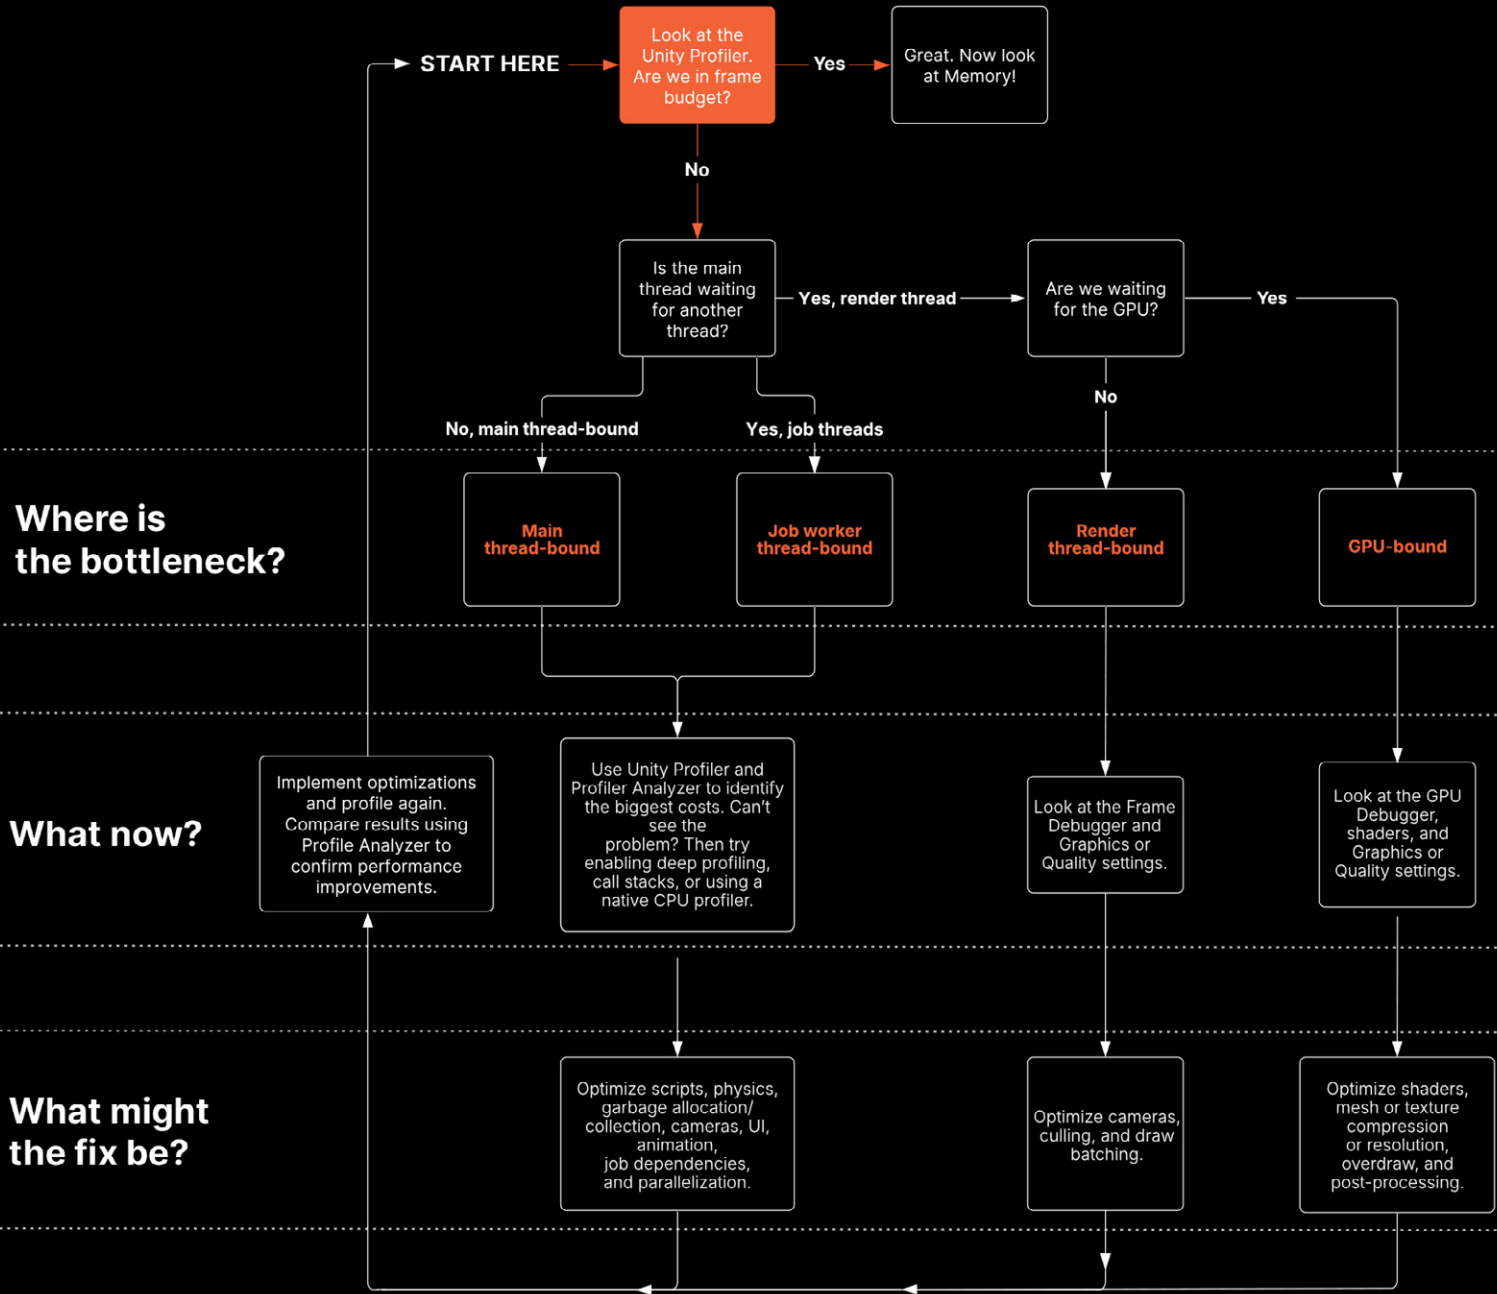 START HERE
Look at the
Unity Profiler.
Are we in frame
budget?
Yes
Great. Now look
at Memory!
No
Is the main
thread waiting
for another
thread?
Yes, render thread
Are we waiting
for the GPU?
Yes
No
No, main thread-bound
Yes, job threads
Where is
the bottleneck?
Main
thread-bound
Job worker
thread-bound
Render
thread-bound
GPU-bound
What now?
Implement optimizations
and profile again.
Compare results using
Profile Analyzer to
confirm performance
improvements.
Use Unity Profiler and
Profiler Analyzer to identify
the biggest costs. Can't
see the
problem? Then try
enabling deep profiling,
call stacks, or using a
native CPU profiler.
Look at the Frame
Debugger and
Graphics or
Quality settings.
Look at the GPU
Debugger,
shaders, and
Graphics or
Quality settings.
What might
the fix be?
Optimize scripts, physics,
garbage allocation/
collection, cameras, UI,
animation,
job dependencies,
and parallelization.
Optimize cameras,
culling, and draw
batching.
Optimize shaders,
mesh or texture
compression
or resolution,
overdraw, and
post-processing.